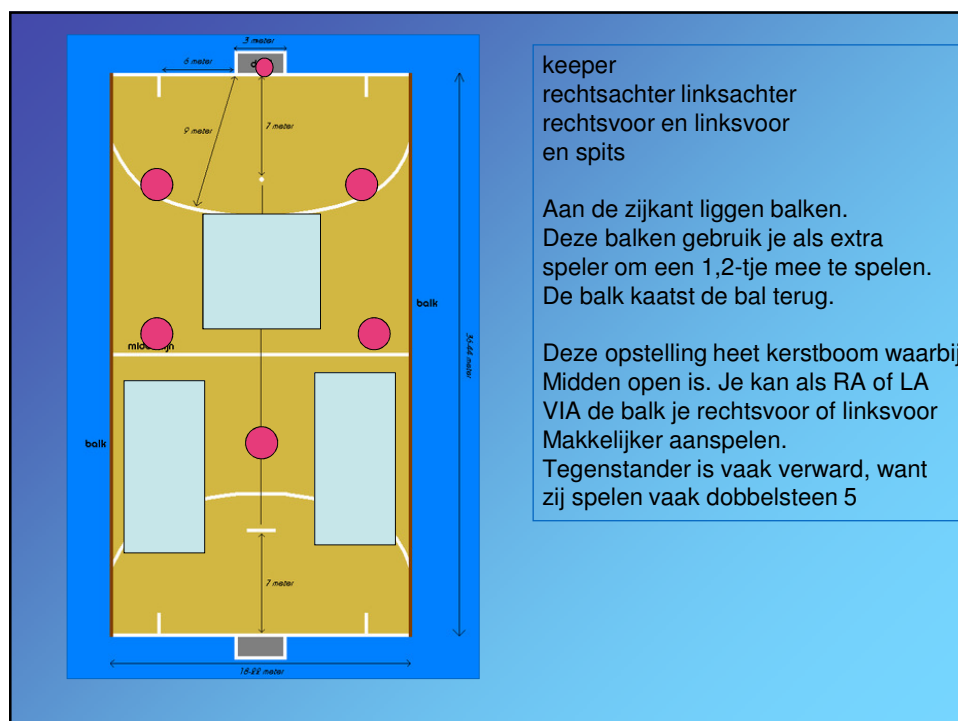 3 meter
6 meter
9 meter
7 meter
balk
balk
7 meter
18-22 meter
keeper
rechtsachter linksachter
rechtsvoor en linksvoor
en spits
Aan de zijkant liggen balken.
Deze balken gebruik je als extra
speler om een 1,2-tje mee te spelen.
De balk kaatst de bal terug.
Deze opstelling heet kerstboom waarbij
Midden open is. Je kan als RA of LA
VIA de balk je rechtsvoor of linksvoor
Makkelijker aanspelen.
Tegenstander is vaak verward, want
zij spelen vaak dobbelsteen 5